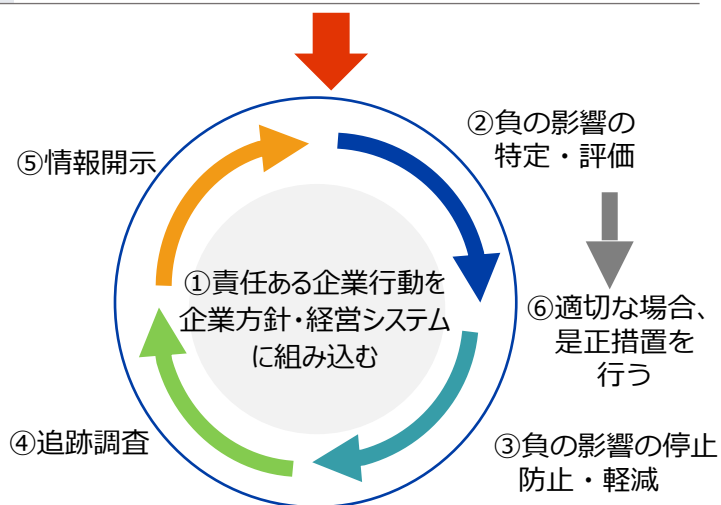 ①責任ある企業行動を
企業方針・経営システム
に組み込む
②負の影響の
特定・評価
③負の影響の停止
防止・軽減
④追跡調査
⑤情報開示
⑥適切な場合、
是正措置を
行う